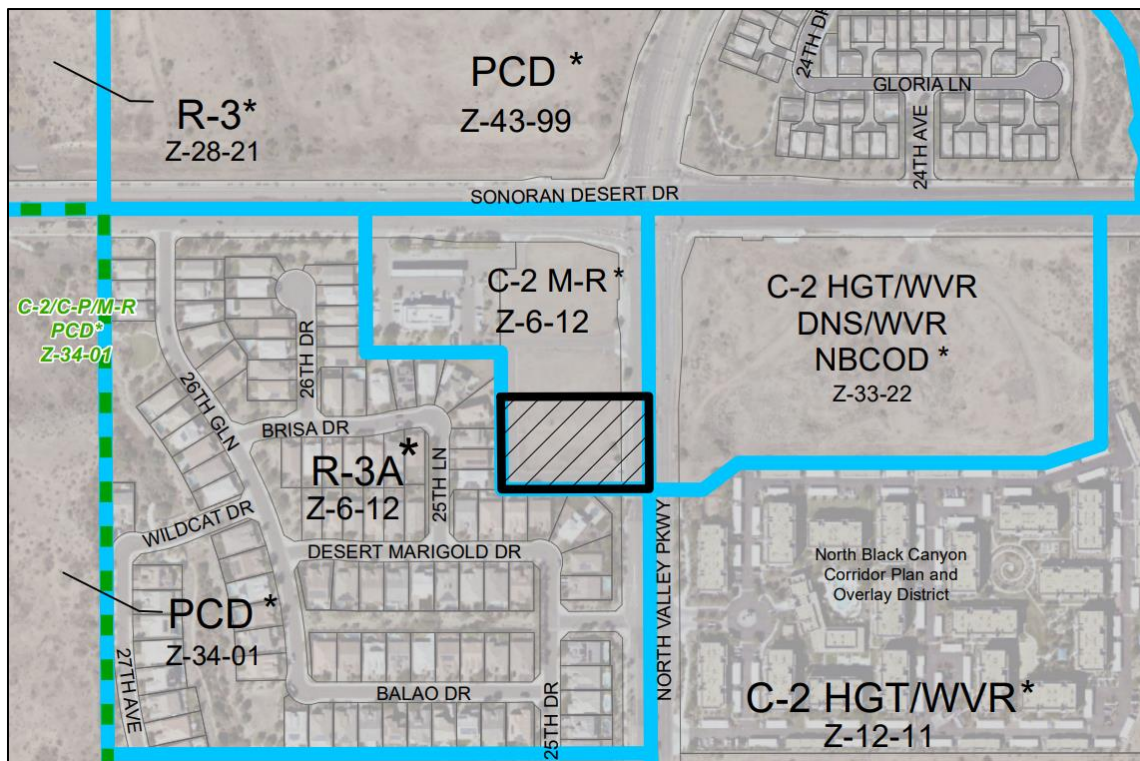 24TH DR
PCD *
Z-43-99
GLORIA LN
24TH AVE
R-3*
Z-28-21
SONORAN DESERT DR
C-2/C-P/M-R
PCD*
Z-34-01
26TH DR
C-2 M-R *
Z-6-12
C-2 HGT/WVR
DNS/WVR
NBCOD *
Z-33-22
26TH GLN
BRISA DR
25TH LN
R-3A*
Z-6-12
WILDCAT DR
DESERT MARIGOLD DR
NORTH VALLEY PKWY
North Black Canyon
Corridor Plan and
Overlay District
PCD *
Z-34-01
27TH AVE
BALAO DR
25TH DR
C-2 HGT/WVR*
Z-12-11